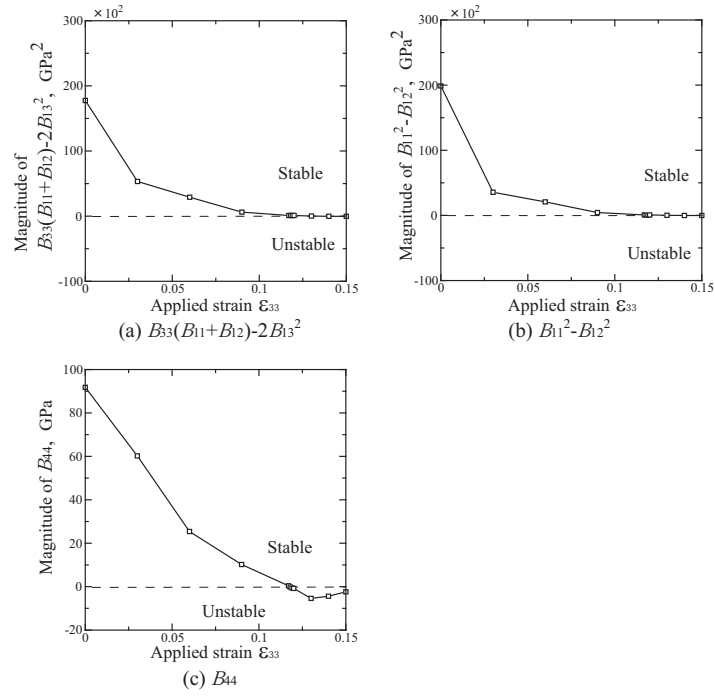 × 10²
300
200
100
0
-100
Magnitude of
B₃₃(B₁₁+B₁₂)-2B₁₃², GPa²
Stable
Unstable
0 0.05 0.1 0.15
Applied strain ε₃₃
(a) B₃₃(B₁₁+B₁₂)-2B₁₃²
× 10²
300
200
100
0
-100
Magnitude of B₁₁²-B₁₂², GPa²
Stable
Unstable
0 0.05 0.1 0.15
Applied strain ε₃₃
(b) B₁₁²-B₁₂²
100
80
60
40
20
0
-20
Magnitude of B₄₄, GPa
Stable
Unstable
0 0.05 0.1 0.15
Applied strain ε₃₃
(c) B₄₄